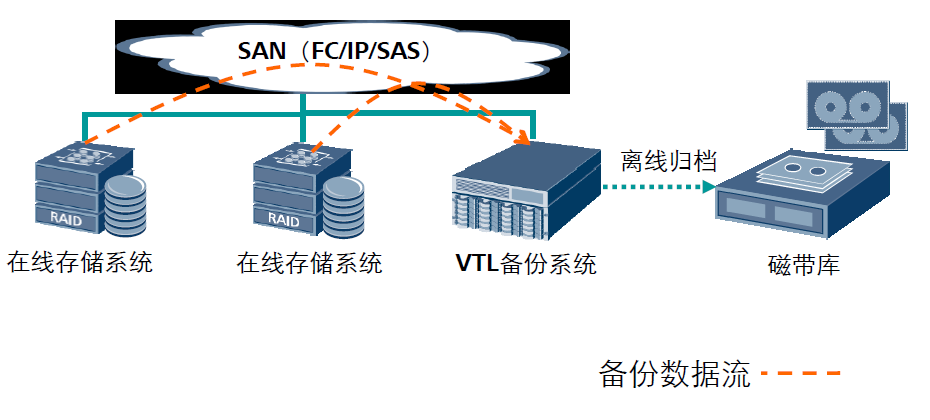 SAN（FC/IP/SAS）
离线归档
RAID
RAID
在线存储系统
在线存储系统
VTL备份系统
磁带库
备份数据流